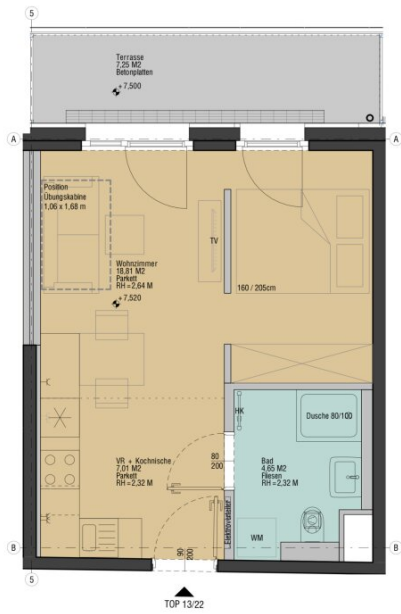 5
Terrasse
7,25 M2
Betonplatten
+7,500
A
A
Position
Übungskabine
1,06 x 1,68 m
TV
Wohnzimmer
18,81 M2
Parkett
RH=2,64 M
+7,520
160 / 205cm
HK
Dusche 80/100
VR + Kochnische
7,01 M2
Parkett
RH=2,32 M
80
200
Bad
4,65 M2
Fliesen
RH=2,32 M
Elektroverteiler
WM
90
200
B
B
5
TOP 13/22